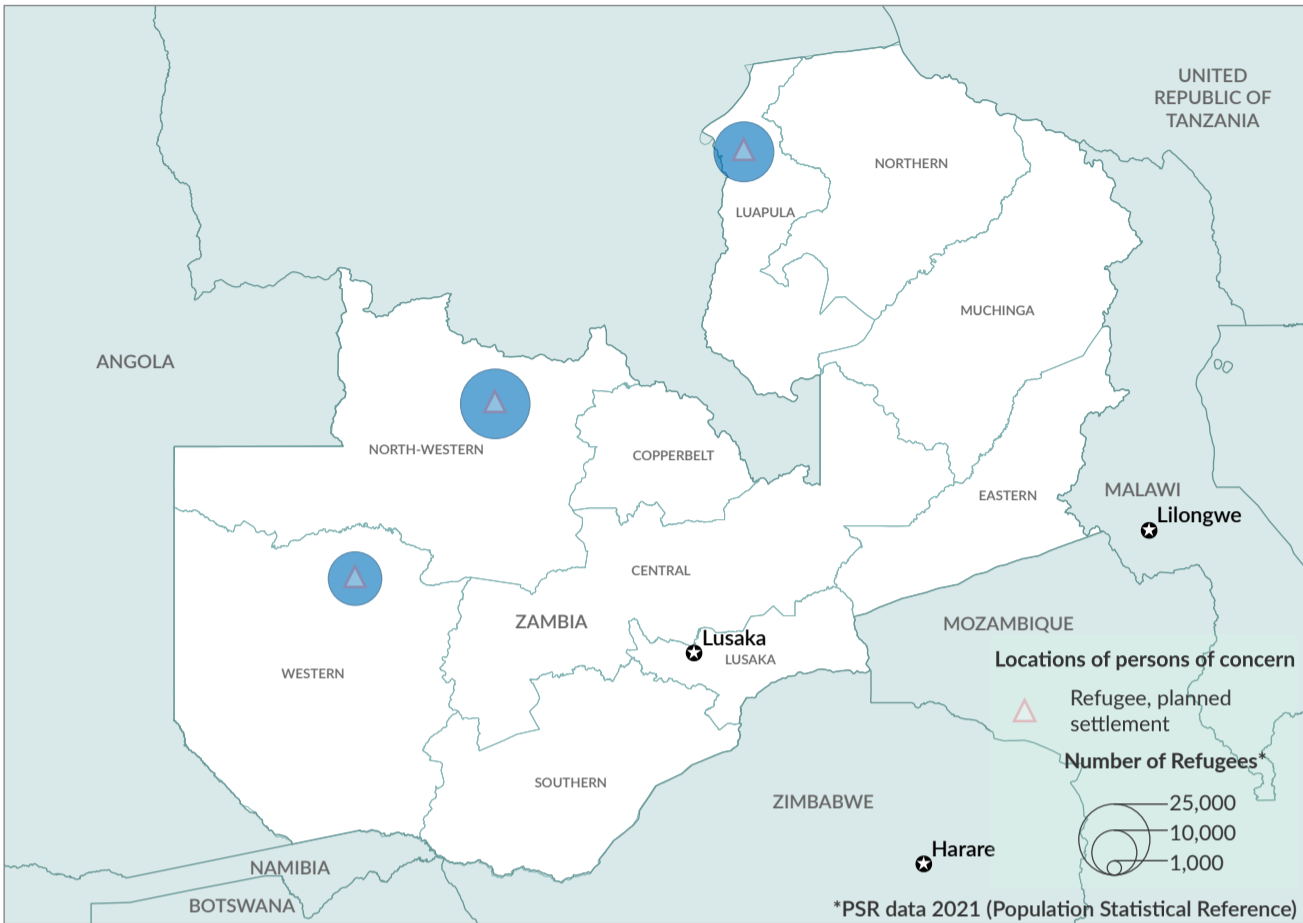 UNITED
REPUBLIC OF
TANZANIA
NORTHERN
LUAPULA
MUCHINGA
ANGOLA
NORTH-WESTERN
COPPERBELT
EASTERN
MALAWI
Lilongwe
CENTRAL
ZAMBIA
MOZAMBIQUE
Lusaka
LUSAKA
WESTERN
Locations of persons of concern
Refugee, planned
settlement
Number of Refugees*
25,000
10,000
1,000
SOUTHERN
ZIMBABWE
Harare
NAMIBIA
BOTSWANA
*PSR data 2021 (Population Statistical Reference)